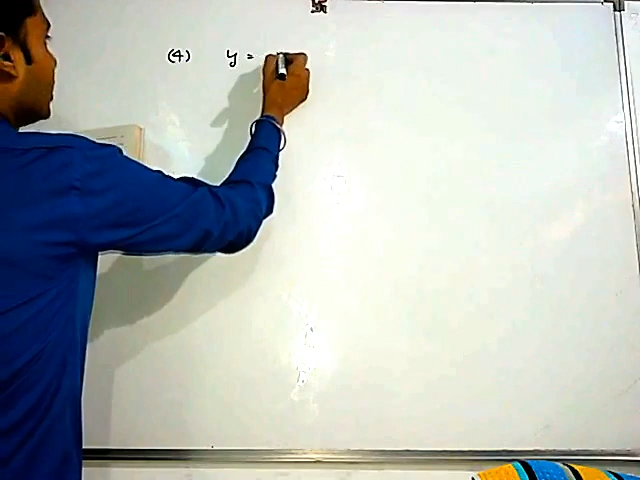 (4) y =